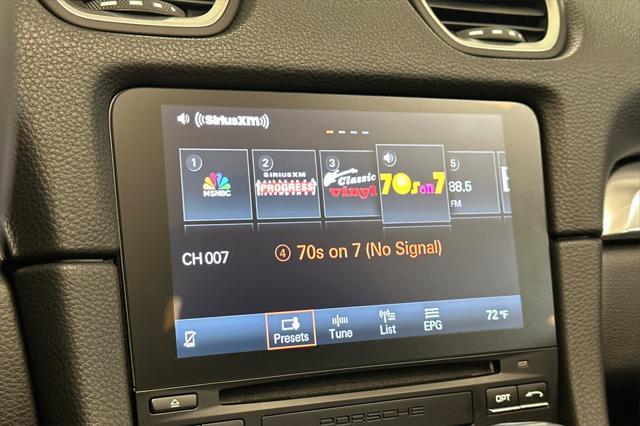 ((SiriusXM))
1
MSNBC
2
SIRIUSXM
PROGRESS
3
Classic
vinyl
70s on 7
5
88.5
FM
CH 007
4 70s on 7 (No Signal)
Presets
Tune
List
EPG
72°F
OPT
PORSCHE